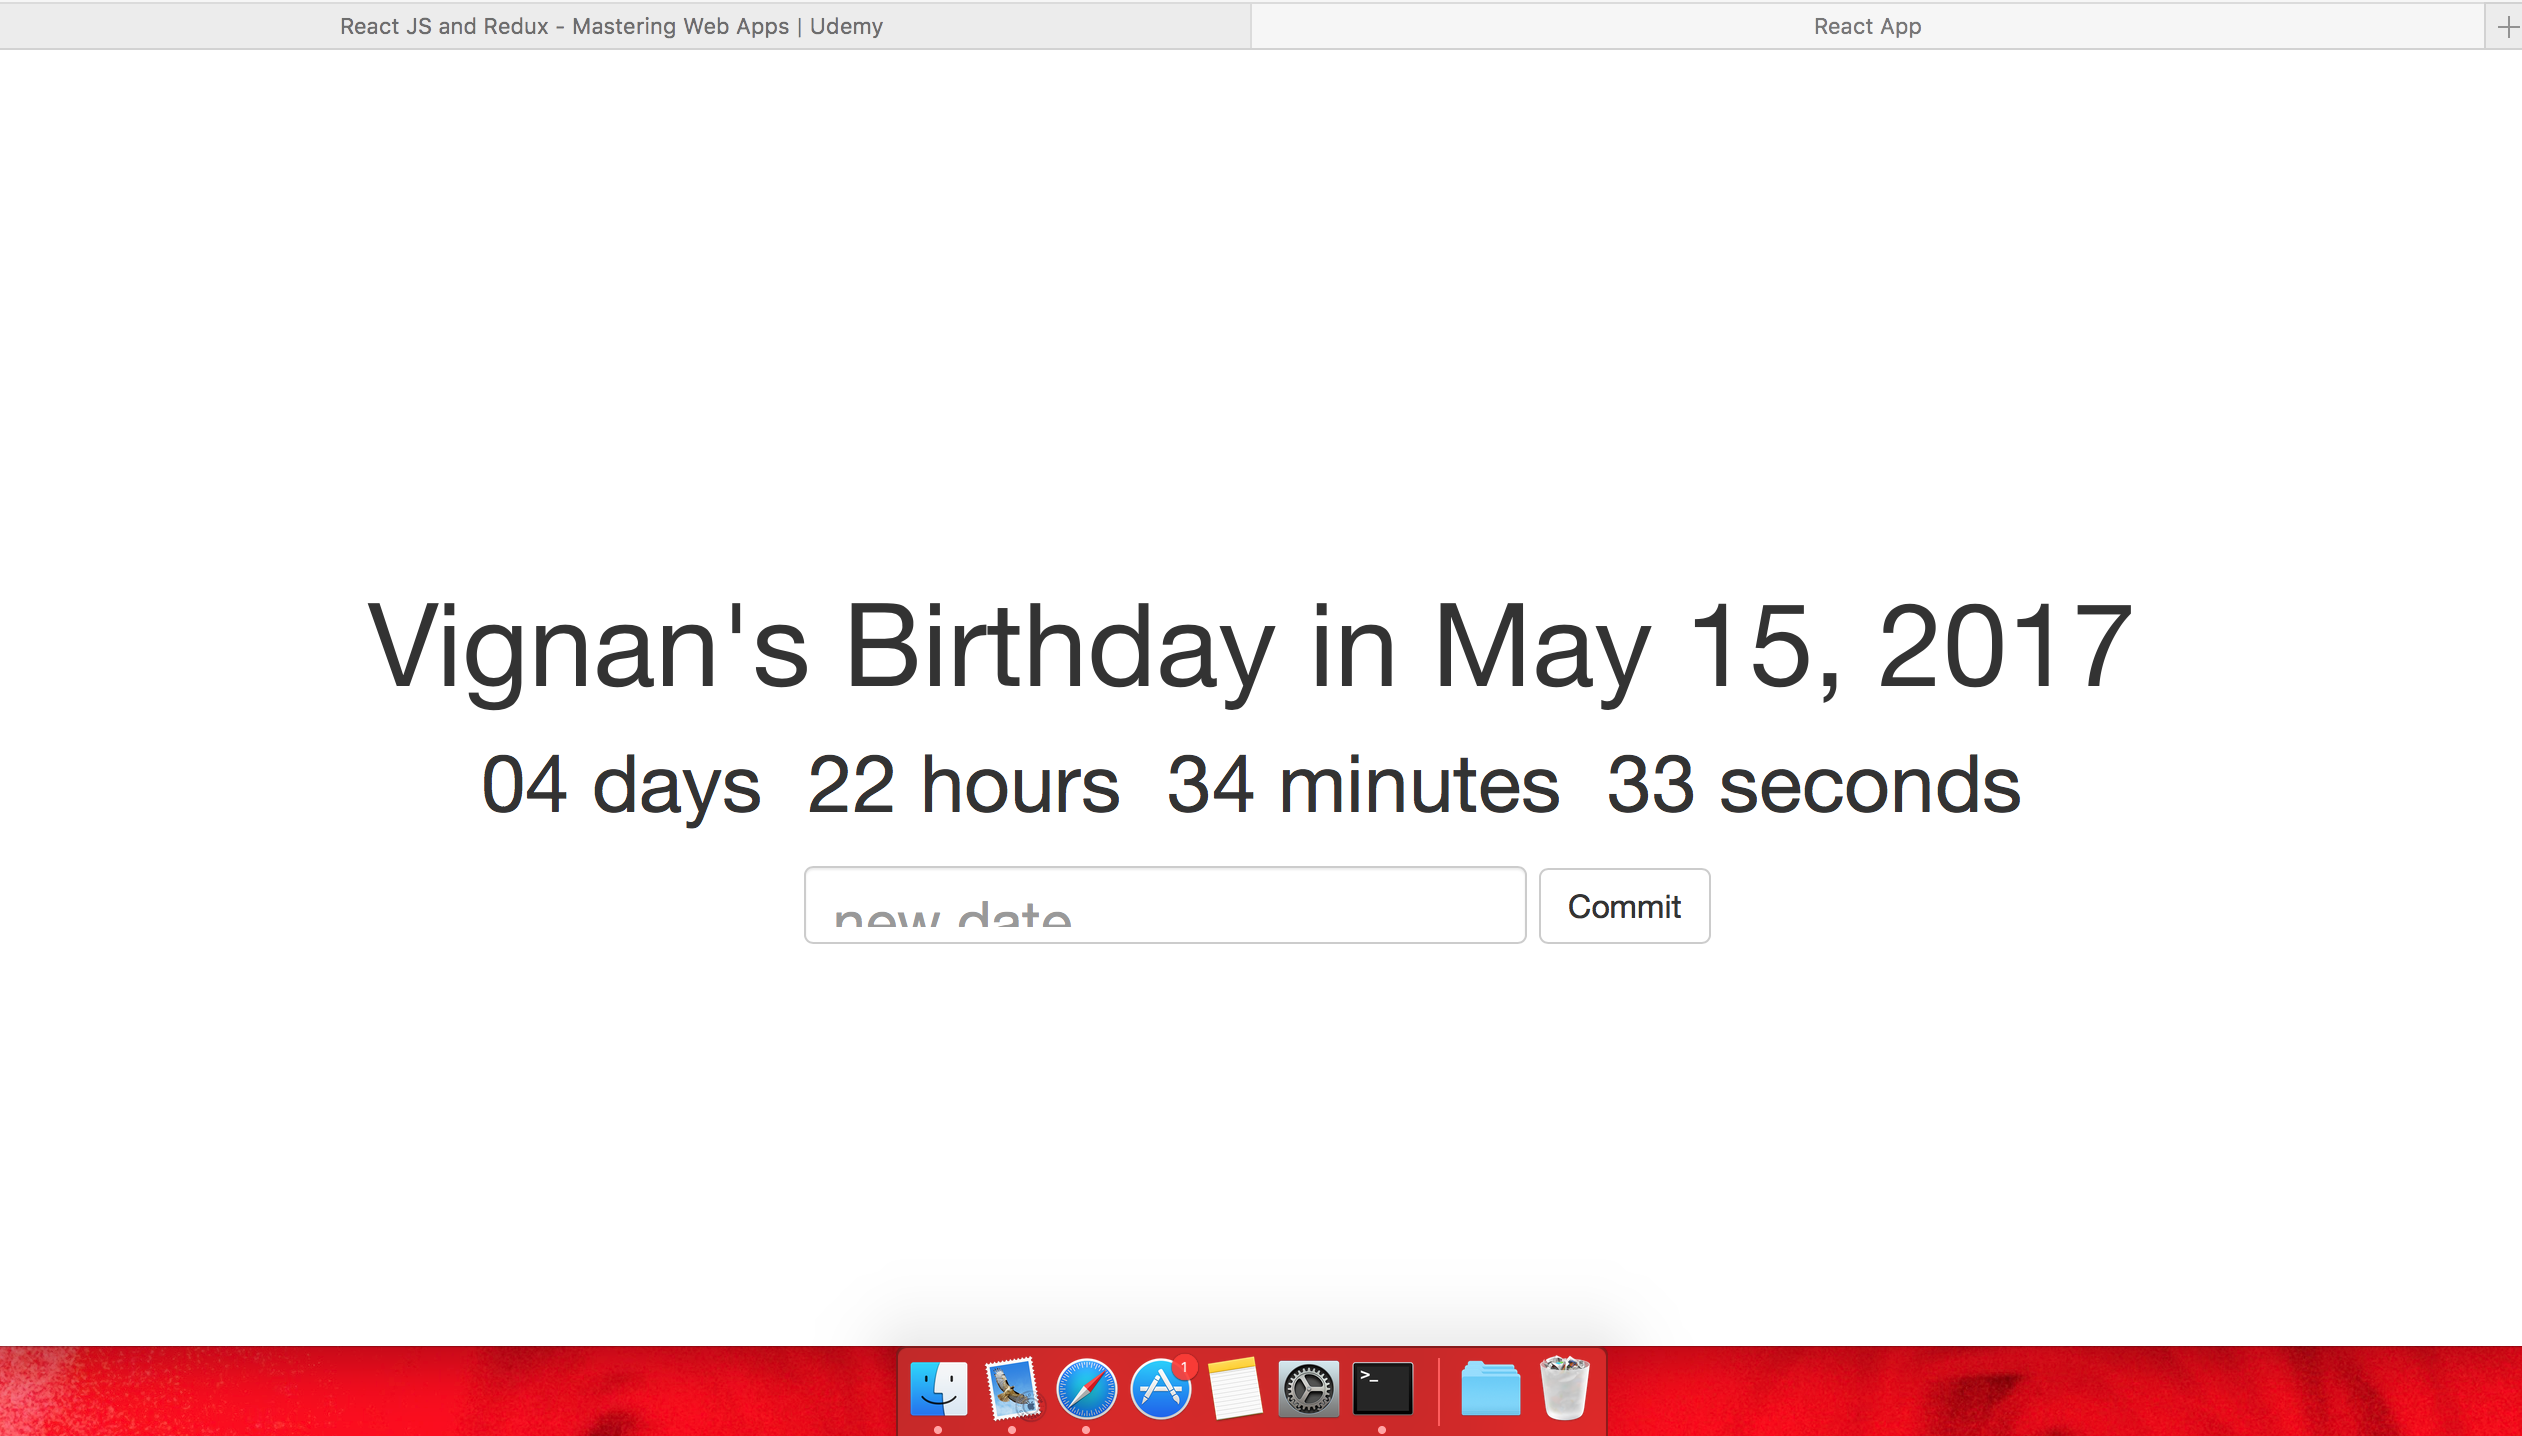 React JS and Redux - Mastering Web Apps | Udemy
React App
Vignan's Birthday in May 15, 2017
04 days 22 hours 34 minutes 33 seconds
new date
Commit
1
>_